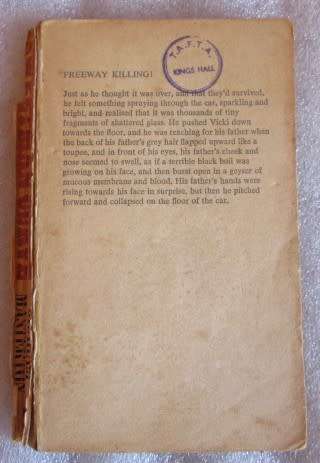 T.A.F.T.A.
KINGS HALL
"FREEWAY KILLING!
Just as he thought it was over, and that they'd survived,
he felt something spraying through the car, sparkling and
bright, and realised that it was thousands of tiny
fragments of shattered glass. He pushed Vicki down
towards the floor, and he was reaching for his father when
the back of his father's grey hair flapped upward like a
toupee, and in front of his eyes, his father's cheek and
nose seemed to swell, as if a terrible black boil was
growing on his face, and then burst open in a geyser of
mucous membrane and blood. His father's hands were
rising towards his face in surprise, but then he pitched
forward and collapsed on the floor of the car.
MASTERTON